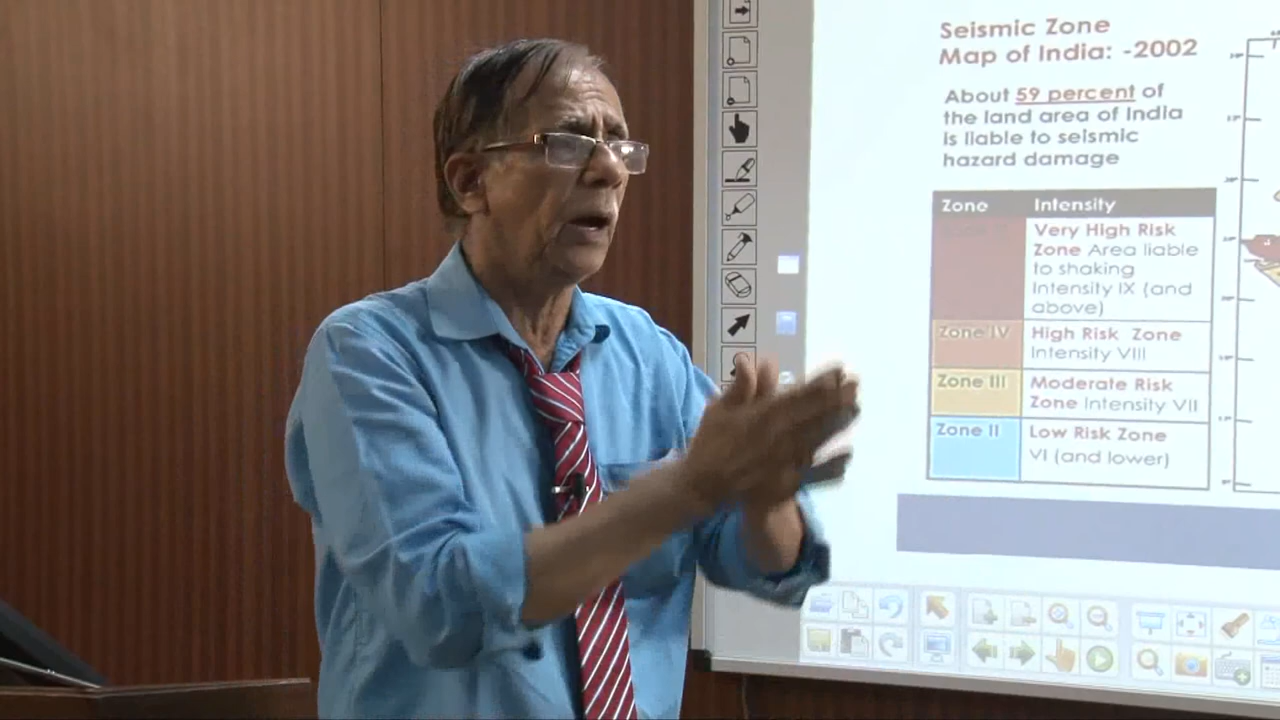 Seismic Zone
Map of India: -2002
About 59 percent of
the land area of India
is liable to seismic
hazard damage
Zone Intensity
Very High Risk
Zone Area liable
to shaking
Intensity IX (and
above)
Zone IV High Risk Zone
Intensity VIII
Zone III Moderate Risk
Zone Intensity VII
Zone II Low Risk Zone
VI (and lower)